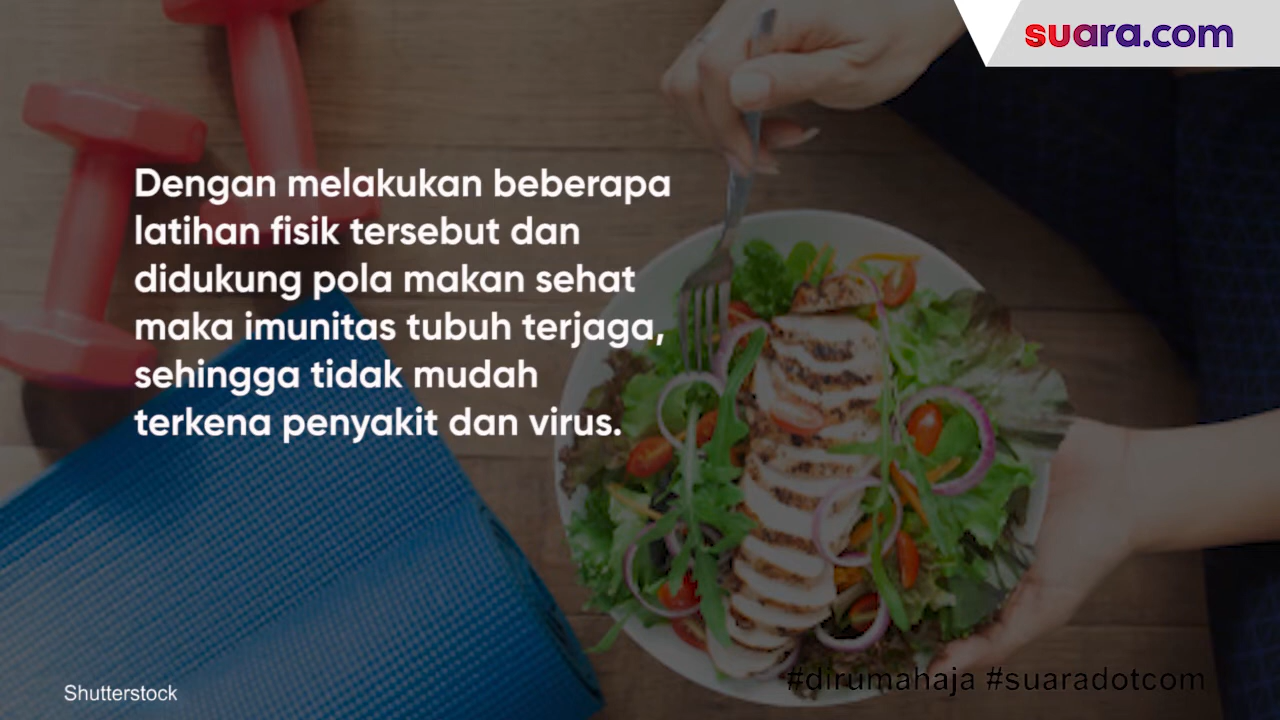 suara.com
Dengan melakukan beberapa
latihan fisik tersebut dan
didukung pola makan sehat
maka imunitas tubuh terjaga,
sehingga tidak mudah
terkena penyakit dan virus.
#dirumahaja #suaradotcom
Shutterstock